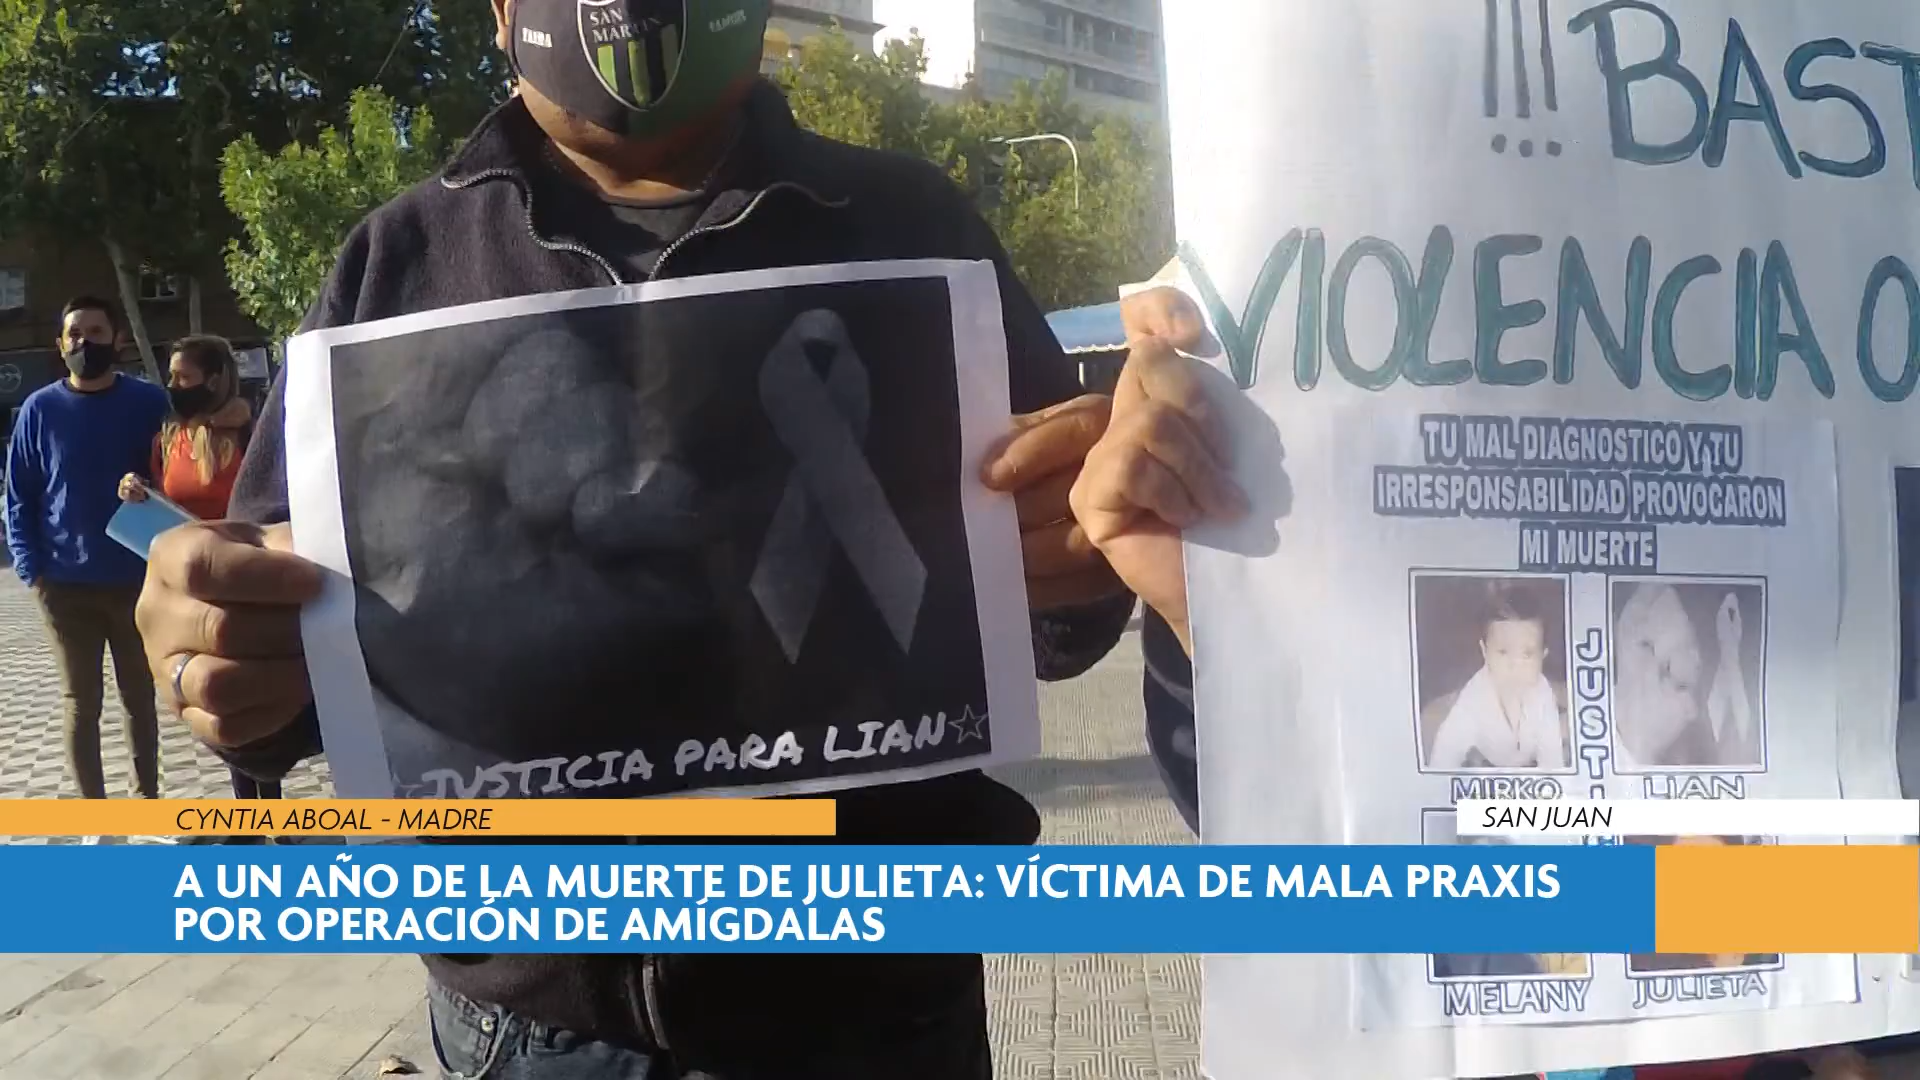 SAN
MARTIN
!!! BAST
VIOLENCIA O
TU MAL DIAGNOSTICO Y TU
IRRESPONSABILIDAD PROVOCARON
MI MUERTE
JUSTI
MIRKO LIAN
JUSTICIA PARA LIAN
CYNTIA ABOAL - MADRE
SAN JUAN
A UN AÑO DE LA MUERTE DE JULIETA: VÍCTIMA DE MALA PRAXIS
POR OPERACIÓN DE AMÍGDALAS
MELANY JULIETA